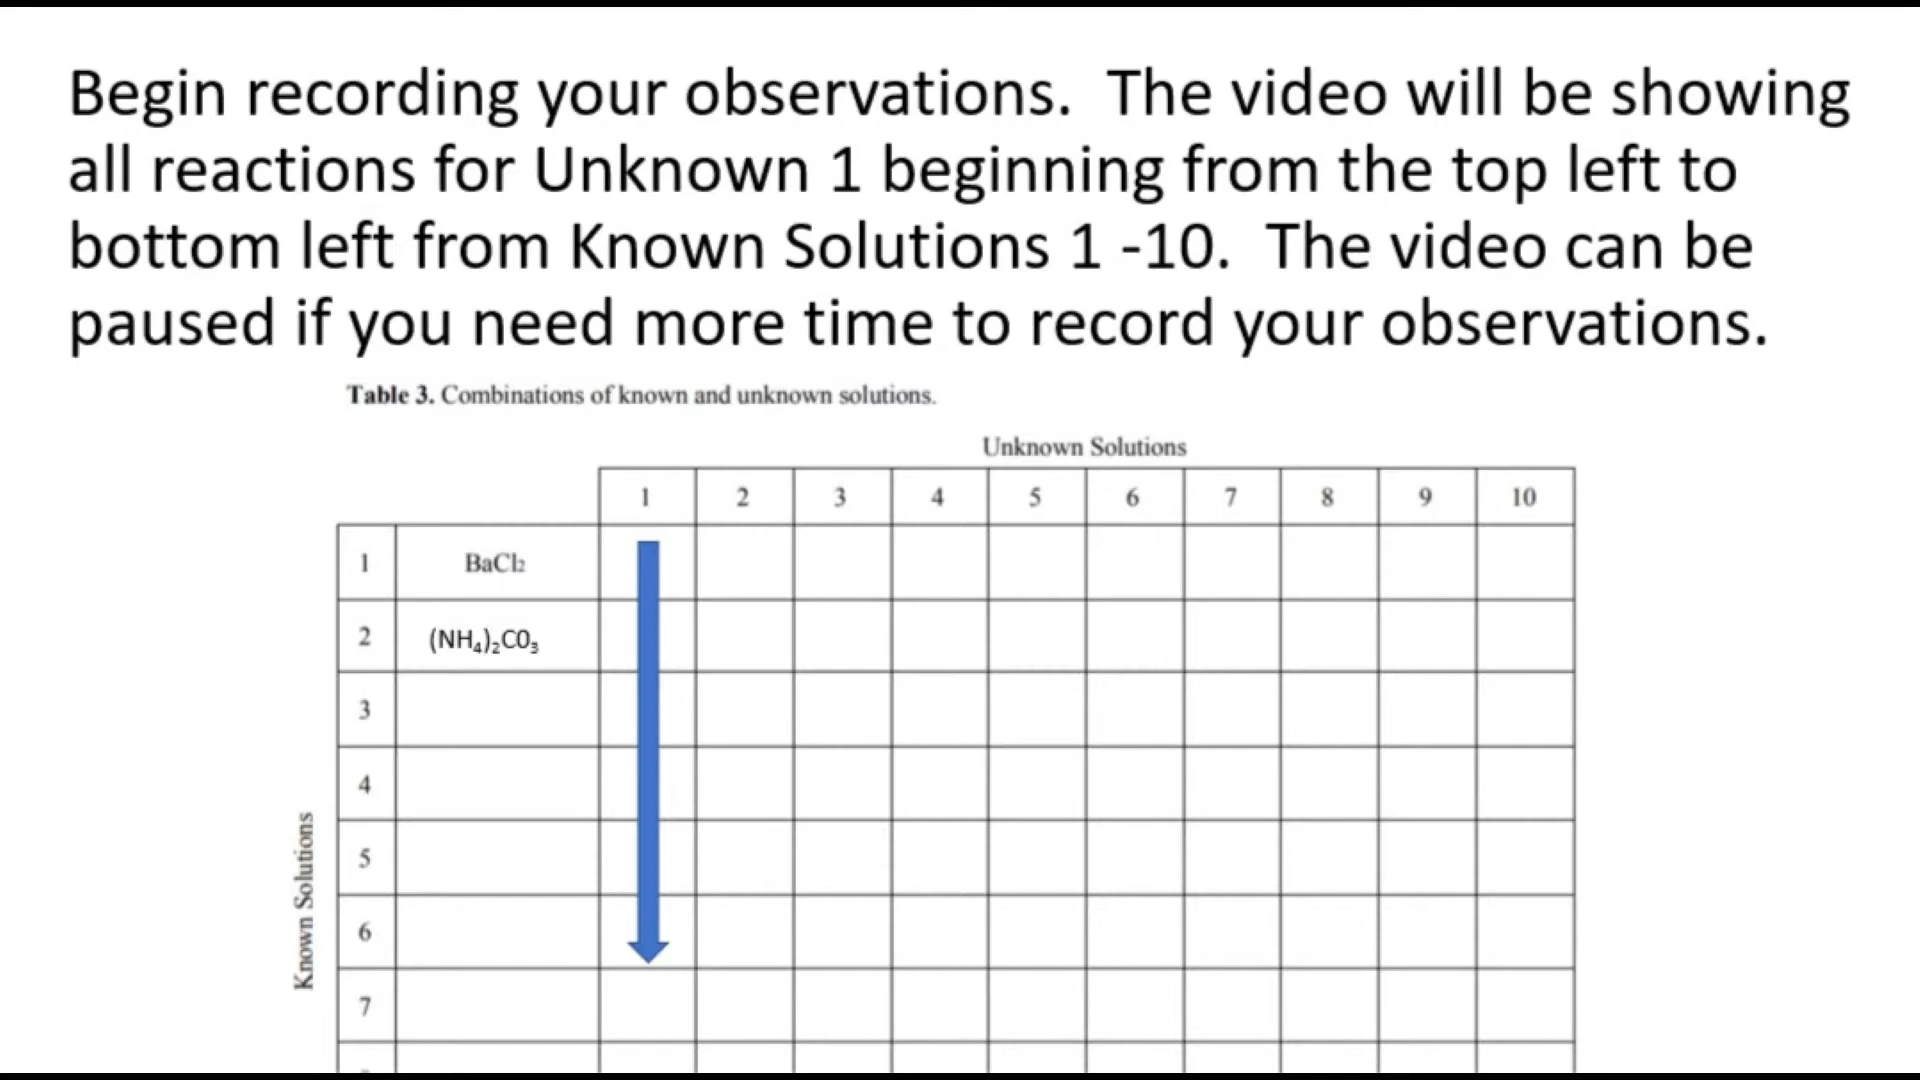 Begin recording your observations.  The video will be showing
all reactions for Unknown 1 beginning from the top left to
bottom left from Known Solutions 1 -10.  The video can be
paused if you need more time to record your observations.
Table 3. Combinations of known and unknown solutions.
Unknown Solutions
1 2 3 4 5 6 7 8 9 10
1 BaCl₂
2 (NH₄)₂CO₃
3
4
5
6
7
Known Solutions